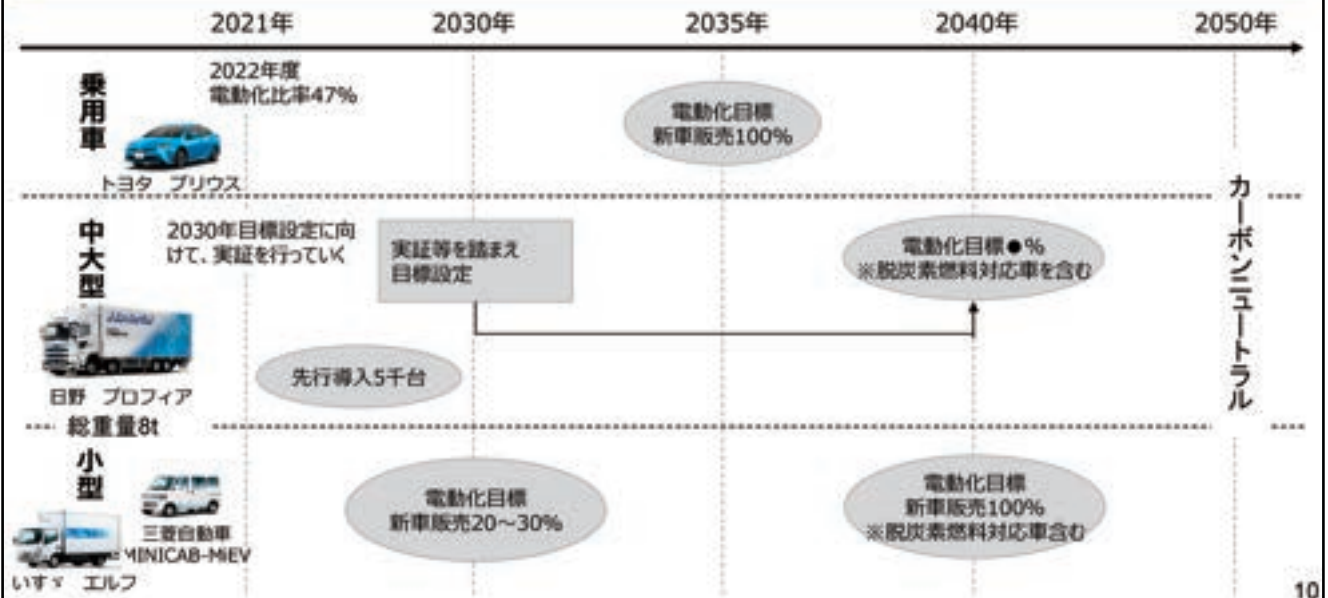 2021年 2030年 2035年 2040年 2050年
乗用車
2022年度
電動化比率47%
電動化目標
新車販売100%
トヨタ プリウス
中大型
2030年目標設定に向
けて、実証を行っていく
実証等を踏まえ
目標設定
電動化目標●%
※脱炭素燃料対応車を含む
先行導入5千台
日野 プロフィア
総重量8t
小型
電動化目標
新車販売20～30%
電動化目標
新車販売100%
※脱炭素燃料対応車含む
三菱自動車
MINICAB-MiEV
いすゞ エルフ
カーボンニュートラル
10